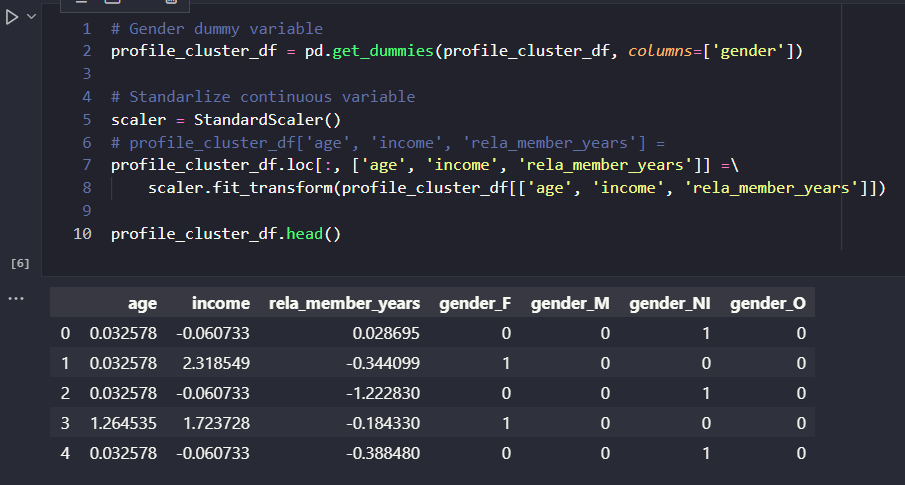 1 # Gender dummy variable
2 profile_cluster_df = pd.get_dummies(profile_cluster_df, columns=['gender'])
3
4 # Standarlize continuous variable
5 scaler = StandardScaler()
6 # profile_cluster_df['age', 'income', 'rela_member_years'] =
7 profile_cluster_df.loc[:, ['age', 'income', 'rela_member_years']] =\
8 scaler.fit_transform(profile_cluster_df[['age', 'income', 'rela_member_years']])
9
10 profile_cluster_df.head()
[6]
...
age income rela_member_years gender_F gender_M gender_NI gender_O
0 0.032578 -0.060733 0.028695 0 0 1 0
1 0.032578 2.318549 -0.344099 1 0 0 0
2 0.032578 -0.060733 -1.222830 0 0 1 0
3 1.264535 1.723728 -0.184330 1 0 0 0
4 0.032578 -0.060733 -0.388480 0 0 1 0